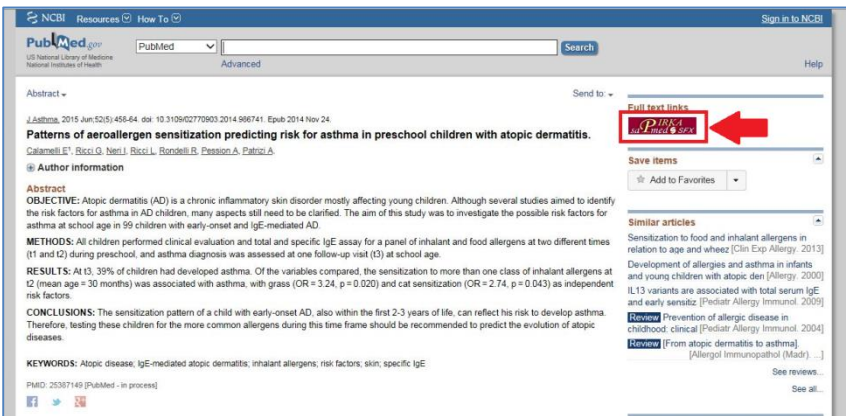 NCBI Resources How To Sign in to NCBI
PubMed.gov
US National Library of Medicine
National Institutes of Health
PubMed
Search
Advanced
Help
Abstract
Send to:
J Asthma. 2015 Jun;52(5):456-64. doi: 10.3109/02770903.2014.986741. Epub 2014 Nov 24.
Patterns of aeroallergen sensitization predicting risk for asthma in preschool children with atopic dermatitis.
Calamelli E1, Ricci G, Neri I, Ricci L, Rondelli R, Pession A, Patrizi A.
Author information
Abstract
OBJECTIVE: Atopic dermatitis (AD) is a chronic inflammatory skin disorder mostly affecting young children. Although several studies aimed to identify
the risk factors for asthma in AD children, many aspects still need to be clarified. The aim of this study was to investigate the possible risk factors for
asthma at school age in 99 children with early-onset and IgE-mediated AD.
METHODS: All children performed clinical evaluation and total and specific IgE assay for a panel of inhalant and food allergens at two different times
(t1 and t2) during preschool, and asthma diagnosis was assessed at one follow-up visit (t3) at school age.
RESULTS: At t3, 39% of children had developed asthma. Of the variables compared, the sensitization to more than one class of inhalant allergens at
t2 (mean age = 30 months) was associated with asthma, with grass (OR = 3.24, p = 0.020) and cat sensitization (OR = 2.74, p = 0.043) as independent
risk factors.
CONCLUSIONS: The sensitization pattern of a child with early-onset AD, also within the first 2-3 years of life, can reflect his risk to develop asthma.
Therefore, testing these children for the more common allergens during this time frame should be recommended to predict the evolution of atopic
diseases.
KEYWORDS: Atopic disease; IgE-mediated atopic dermatitis; inhalant allergens; risk factors; skin; specific IgE
PMID: 25387149 [PubMed - in process]
Full text links
PIRKA
saPmed SFX
Save items
Add to Favorites
Similar articles
Sensitization to food and inhalant allergens in
relation to age and wheez [Clin Exp Allergy. 2013]
Development of allergies and asthma in infants
and young children with atopic den [Allergy. 2000]
IL13 variants are associated with total serum IgE
and early sensitiz [Pediatr Allergy Immunol. 2009]
Review Prevention of allergic disease in
childhood: clinical [Pediatr Allergy Immunol. 2004]
Review [From atopic dermatitis to asthma].
[Allergol Immunopathol (Madr). ...]
See reviews...
See all...